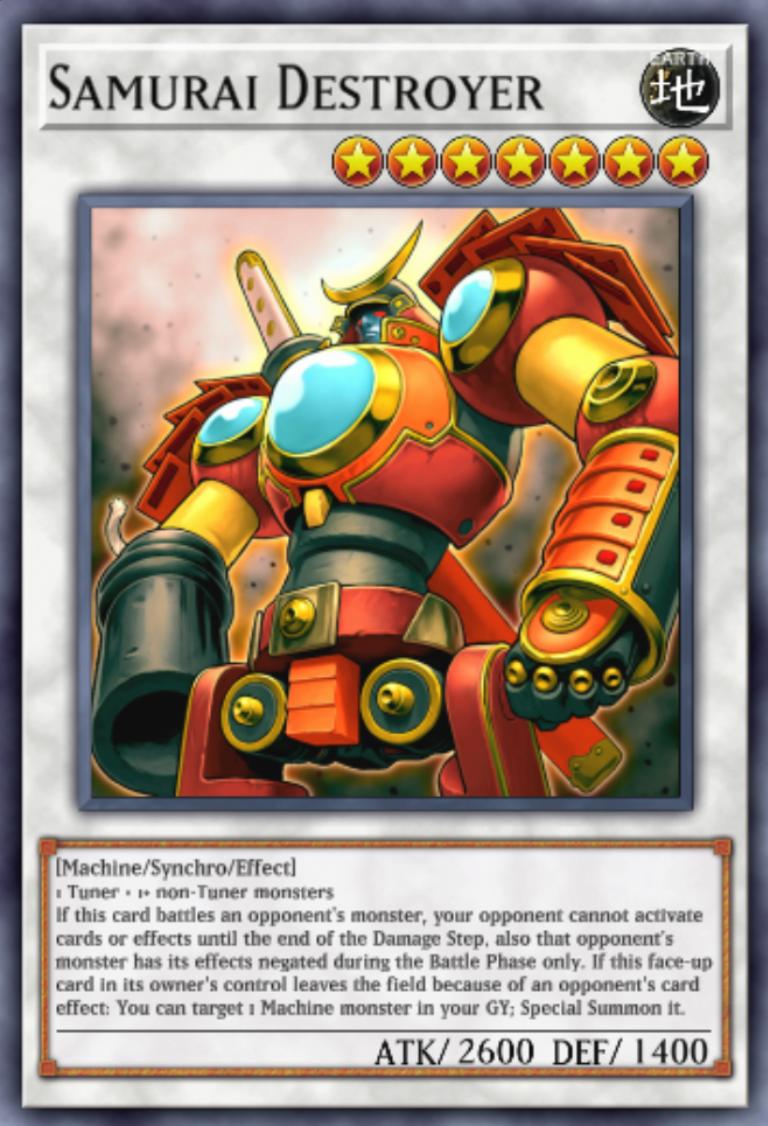 SAMURAI DESTROYER
EARTH
地
[Machine/Synchro/Effect]
1 Tuner + 1+ non-Tuner monsters
If this card battles an opponent's monster, your opponent cannot activate
cards or effects until the end of the Damage Step, also that opponent's
monster has its effects negated during the Battle Phase only. If this face-up
card in its owner's control leaves the field because of an opponent's card
effect: You can target 1 Machine monster in your GY; Special Summon it.
ATK/ 2600 DEF/ 1400